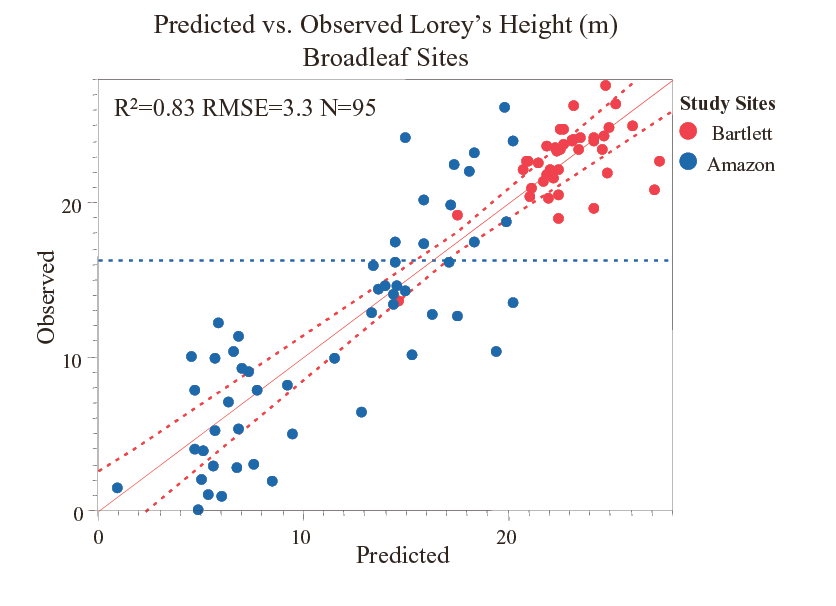 Predicted vs. Observed Lorey’s Height (m)
Broadleaf Sites
R²=0.83 RMSE=3.3 N=95
Study Sites
Bartlett
Amazon
20
10
0
Observed
0
10
20
Predicted